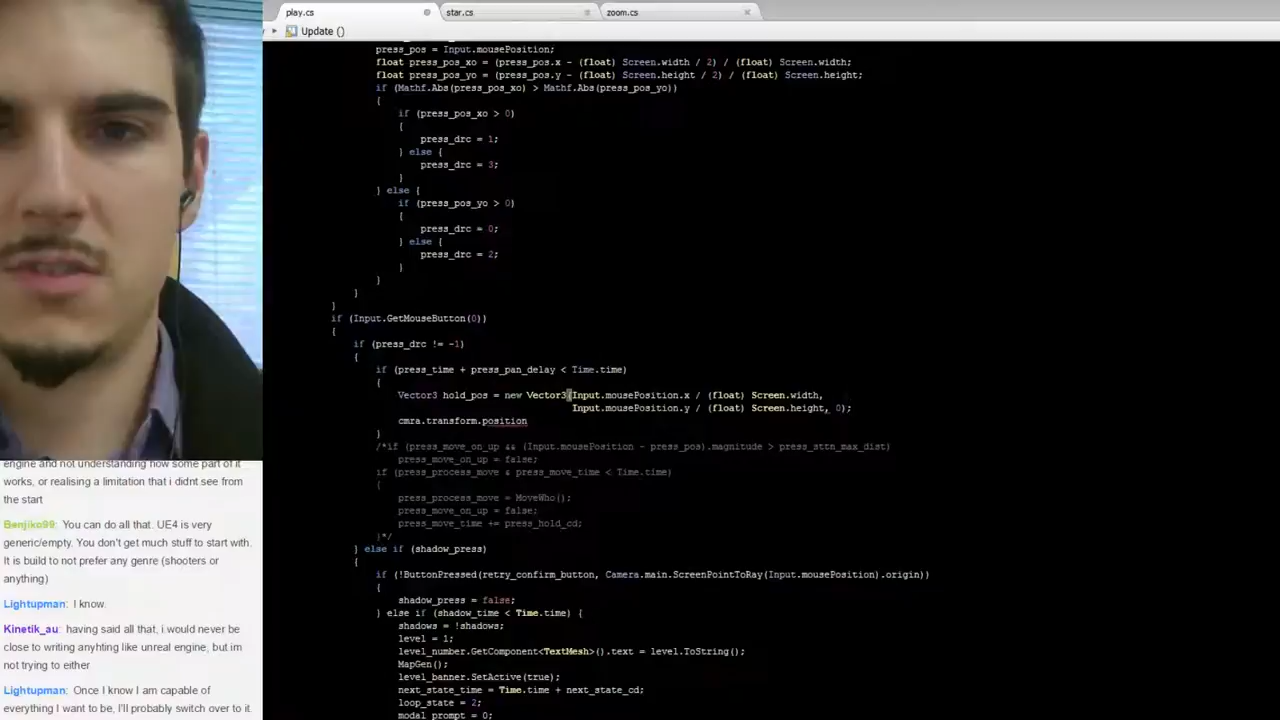 play.cs
star.cs
zoom.cs
Update ()
press_pos = Input.mousePosition;
float press_pos_xo = (press_pos.x - (float) Screen.width / 2) / (float) Screen.width;
float press_pos_yo = (press_pos.y - (float) Screen.height / 2) / (float) Screen.height;
if (Mathf.Abs(press_pos_xo) > Mathf.Abs(press_pos_yo))
{
if (press_pos_xo > 0)
{
press_drc = 1;
} else {
press_drc = 3;
}
} else {
if (press_pos_yo > 0)
{
press_drc = 0;
} else {
press_drc = 2;
}
}
}
}
if (Input.GetMouseButton(0))
{
if (press_drc != -1)
{
if (press_time + press_pan_delay < Time.time)
{
Vector3 hold_pos = new Vector3(Input.mousePosition.x / (float) Screen.width,
Input.mousePosition.y / (float) Screen.height, 0);
cmra.transform.position
}
/*if (press_move_on_up && (Input.mousePosition - press_pos).magnitude > press_sttn_max_dist)
press_move_on_up = false;
if (press_process_move & press_move_time < Time.time)
{
press_process_move = MoveWho();
press_move_on_up = false;
press_move_time += press_hold_cd;
}*/
} else if (shadow_press)
{
if (!ButtonPressed(retry_confirm_button, Camera.main.ScreenPointToRay(Input.mousePosition).origin))
{
shadow_press = false;
} else if (shadow_time < Time.time) {
shadows = !shadows;
level = 1;
level_number.GetComponent<TextMesh>().text = level.ToString();
MapGen();
level_banner.SetActive(true);
next_state_time = Time.time + next_state_cd;
loop_state = 2;
modal_prompt = 0;
engine and not understanding how some part of it
works, or realising a limitation that i didnt see from
the start
Benjiko99: You can do all that. UE4 is very
generic/empty. You don't get much stuff to start with.
It is build to not prefer any genre (shooters or
anything)
Lightupman: I know.
Kinetik_au: having said all that, i would never be
close to writing anyhting like unreal engine, but im
not trying to either
Lightupman: Once I know I am capable of
everything I want to be, I'll probably switch over to it